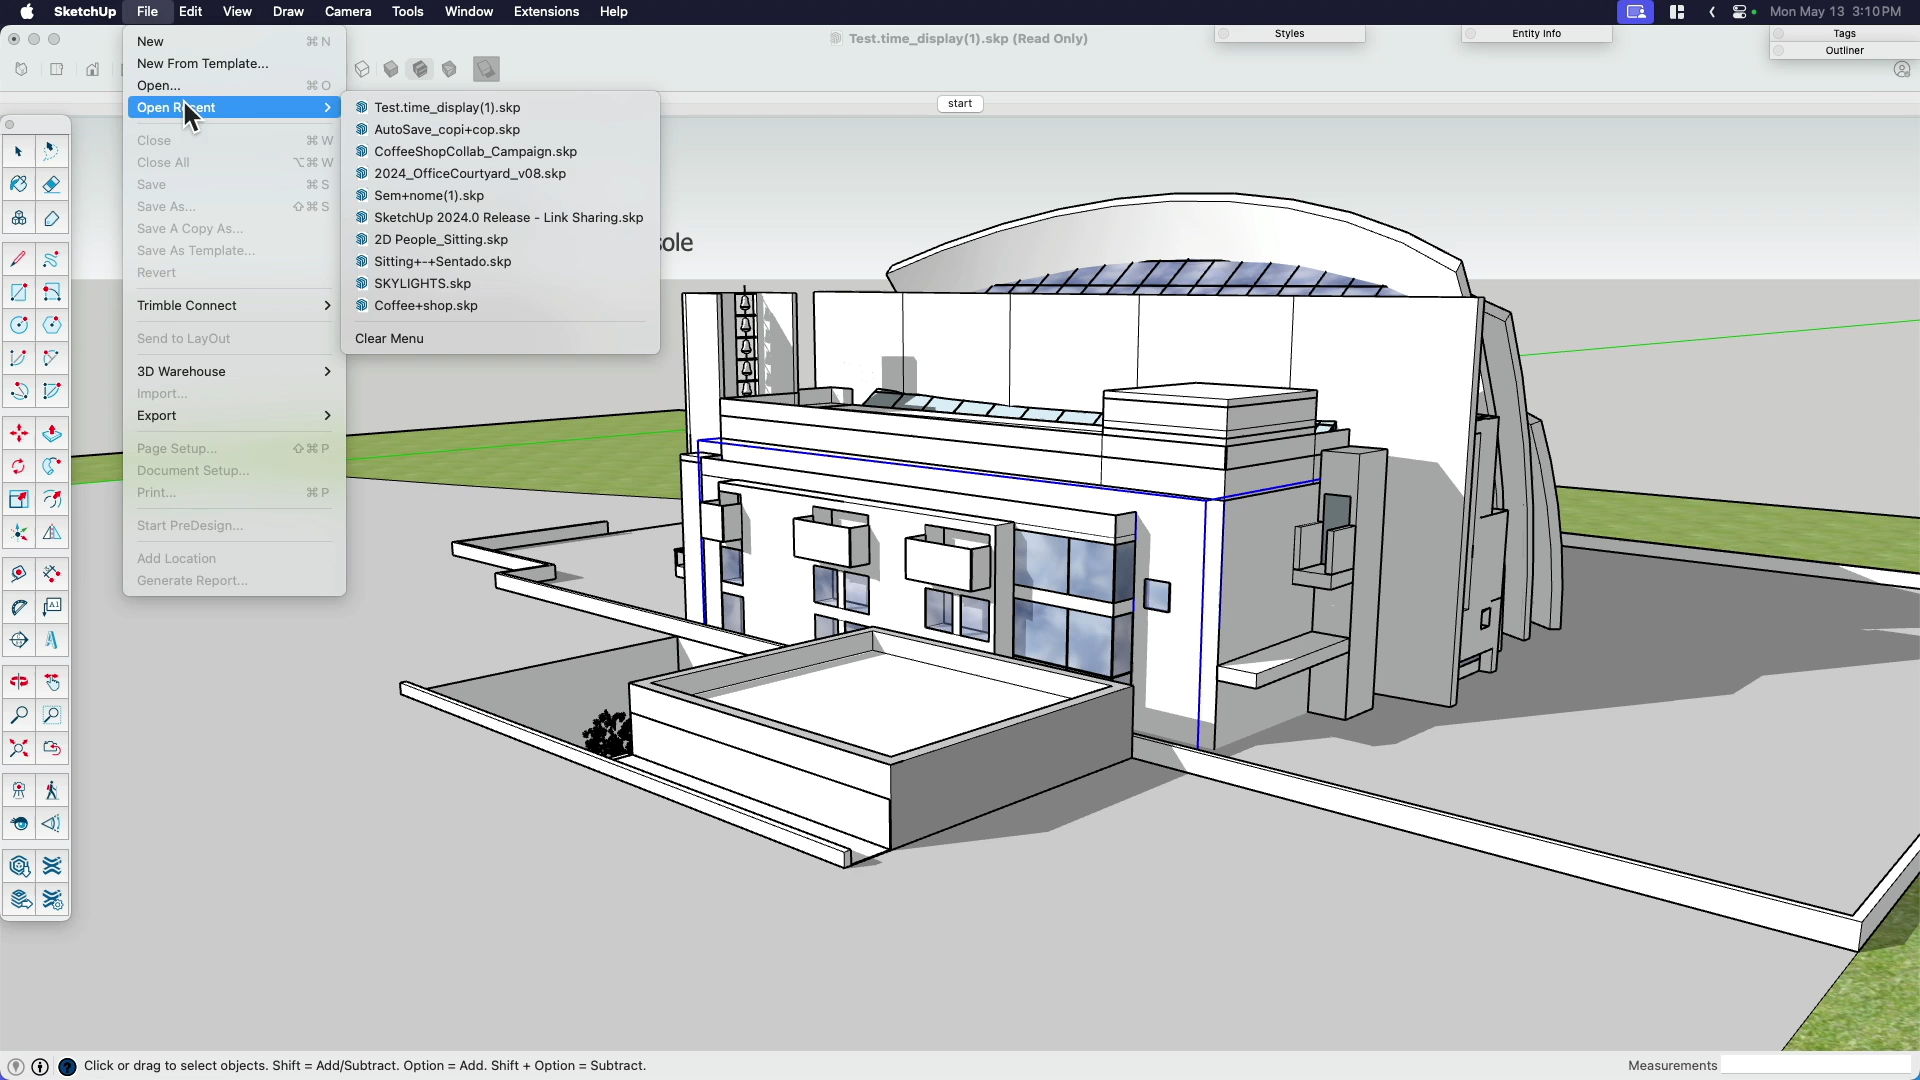 SketchUp File Edit View Draw Camera Tools Window Extensions Help Mon May 13 3:10 PM
Test.time_display(1).skp (Read Only)
Styles
Entity Info
Tags
Outliner
start
New ⌘ N
New From Template...
Open... ⌘ O
Open Recent
Close ⌘ W
Close All ⌥ ⌘ W
Save ⌘ S
Save As... ⇧ ⌘ S
Save A Copy As...
Save As Template...
Revert
Trimble Connect
Send to LayOut
3D Warehouse
Import...
Export
Page Setup... ⇧ ⌘ P
Document Setup...
Print... ⌘ P
Start PreDesign...
Add Location
Generate Report...
Test.time_display(1).skp
AutoSave_copi+cop.skp
CoffeeShopCollab_Campaign.skp
2024_OfficeCourtyard_v08.skp
Sem+nome(1).skp
SketchUp 2024.0 Release - Link Sharing.skp
2D People_Sitting.skp
Sitting+-+Sentado.skp
SKYLIGHTS.skp
Coffee+shop.skp
Clear Menu
sole
A1
Click or drag to select objects. Shift = Add/Subtract. Option = Add. Shift + Option = Subtract.
Measurements